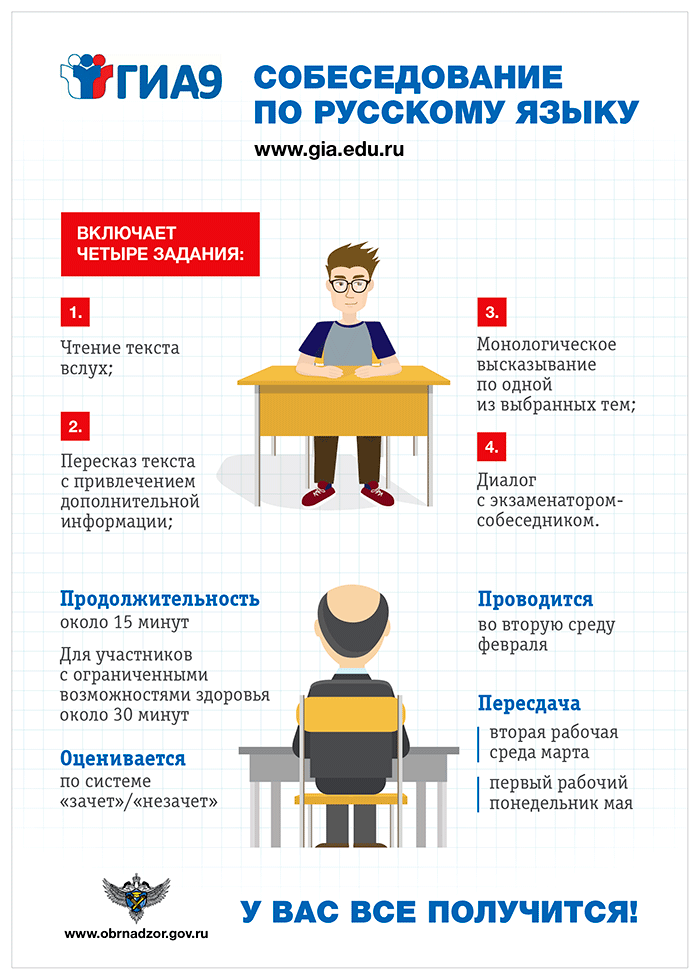 ГИА9
СОБЕСЕДОВАНИЕ
ПО РУССКОМУ ЯЗЫКУ
www.gia.edu.ru
ВКЛЮЧАЕТ
ЧЕТЫРЕ ЗАДАНИЯ:
1.
Чтение текста
вслух;
2.
Пересказ текста
с привлечением
дополнительной
информации;
3.
Монологическое
высказывание
по одной
из выбранных тем;
4.
Диалог
с экзаменатором-
собеседником.
Продолжительность
около 15 минут
Для участников
с ограниченными
возможностями здоровья
около 30 минут
Оценивается
по системе
«зачет»/«незачет»
Проводится
во вторую среду
февраля
Пересдача
вторая рабочая
среда марта
первый рабочий
понедельник мая
www.obrnadzor.gov.ru
У ВАС ВСЕ ПОЛУЧИТСЯ!